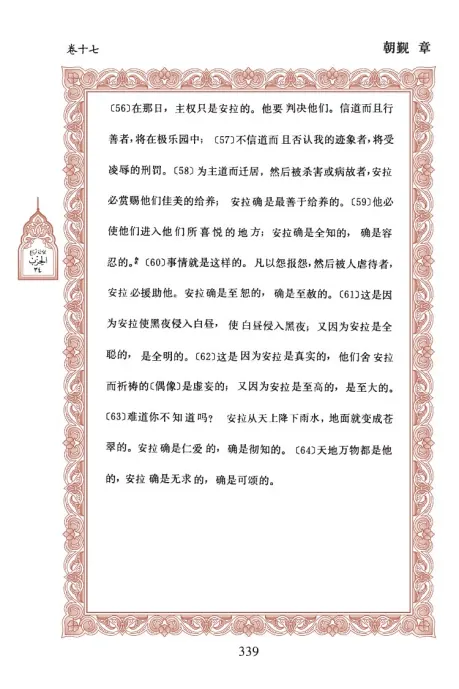 卷十七
朝觐 章
〔56〕在那日，主权只是安拉的。他要判决他们。信道而且行
善者，将在极乐园中；〔57〕不信道而且否认我的迹象者，将受
凌辱的刑罚。〔58〕为主道而迁居，然后被杀害或病故者，安拉
必赏赐他们佳美的给养；安拉确是最善于给养的。〔59〕他必
使他们进入他们所喜悦的地方；安拉确是全知的，确是容
忍的。〔60〕事情就是这样的。凡以怨报怨，然后被人虐待者，
安拉必援助他。安拉确是至恕的，确是至赦的。〔61〕这是因
为安拉使黑夜侵入白昼，使白昼侵入黑夜；又因为安拉是全
聪的，是全明的。〔62〕这是因为安拉是真实的，他们舍安拉
而祈祷的〔偶像〕是虚妄的；又因为安拉是至高的，是至大的。
〔63〕难道你不知道吗？ 安拉从天上降下雨水，地面就变成苍
翠的。安拉确是仁爱的，确是彻知的。〔64〕天地万物都是他
的，安拉确是无求的，确是可颂的。
الحزب
٣٤
339